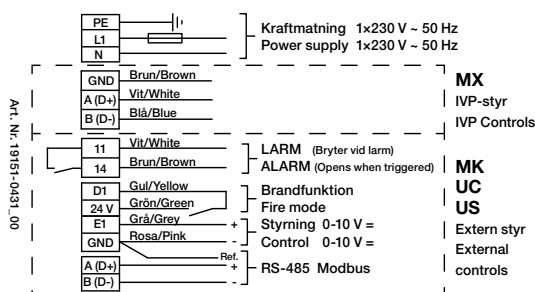 PE
L1
N
Kraftmatning 1×230 V ~ 50 Hz
Power supply 1×230 V ~ 50 Hz
GND Brun/Brown
A (D+) Vit/White
B (D-) Blå/Blue
MX
IVP-styr
IVP Controls
11 Vit/White
14 Brun/Brown
LARM (Bryter vid larm)
ALARM (Opens when triggered)
D1 Gul/Yellow
24 V Grön/Green
Brandfunktion
Fire mode
E1 Grå/Grey +
GND Rosa/Pink -
Styrning 0-10 V =
Control 0-10 V =
Ref.
A (D+) +
B (D-) -
RS-485 Modbus
MK
UC
US
Extern styr
External
controls
Art. Nr. 19151-0431_00